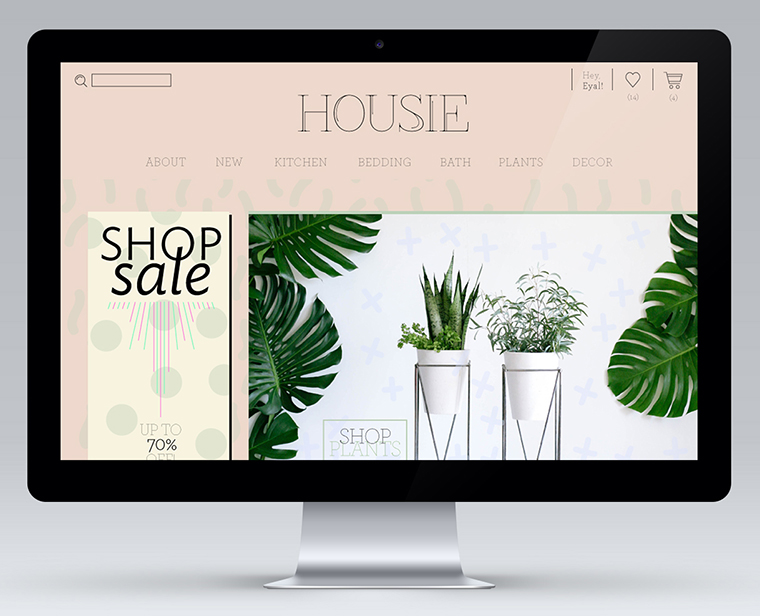 Hey,
Eyal!
(14)
(4)
HOUSIE
ABOUT NEW KITCHEN BEDDING BATH PLANTS DECOR
SHOP
sale
UP TO
70%
OFF!
SHOP
PLANTS